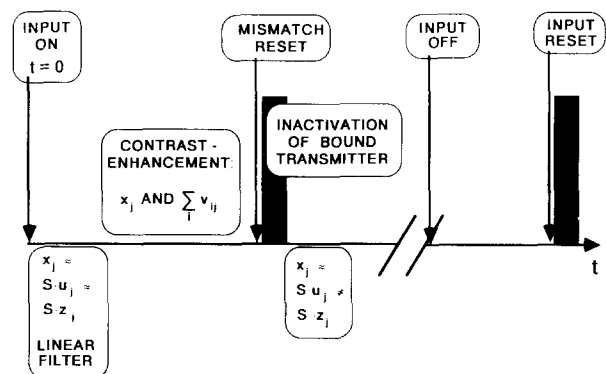 INPUT
ON
t = 0
MISMATCH
RESET
INPUT
OFF
INPUT
RESET
CONTRAST -
ENHANCEMENT:
x_j AND ∑_i v_ij
INACTIVATION
OF BOUND
TRANSMITTER
t
x_j ≈
S·u_j ≈
S·z_j
LINEAR
FILTER
x_j ≈
S·u_j ≠
S·z_j